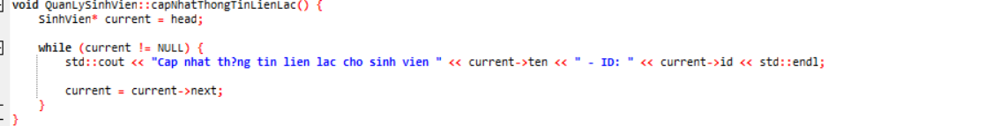 void QuanLySinhVien::capNhatThongTinLienLac() {
    SinhVien* current = head;
    while (current != NULL) {
        std::cout << "Cap nhat th?ng tin lien lac cho sinh vien " << current->ten << " - ID: " << current->id << std::endl;
        current = current->next;
    }
}